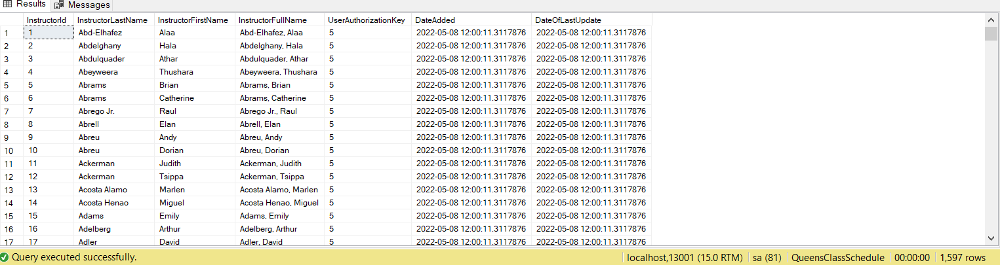 Results Messages
InstructorId InstructorLastName InstructorFirstName InstructorFullName UserAuthorizationKey DateAdded DateOfLastUpdate
1 1 Abd-Elhafez Alaa Abd-Elhafez, Alaa 5 2022-05-08 12:00:11.3117876 2022-05-08 12:00:11.3117876
2 2 Abdelghany Hala Abdelghany, Hala 5 2022-05-08 12:00:11.3117876 2022-05-08 12:00:11.3117876
3 3 Abdulquader Athar Abdulquader, Athar 5 2022-05-08 12:00:11.3117876 2022-05-08 12:00:11.3117876
4 4 Abeyweera Thushara Abeyweera, Thushara 5 2022-05-08 12:00:11.3117876 2022-05-08 12:00:11.3117876
5 5 Abrams Brian Abrams, Brian 5 2022-05-08 12:00:11.3117876 2022-05-08 12:00:11.3117876
6 6 Abrams Catherine Abrams, Catherine 5 2022-05-08 12:00:11.3117876 2022-05-08 12:00:11.3117876
7 7 Abrego Jr. Raul Abrego Jr., Raul 5 2022-05-08 12:00:11.3117876 2022-05-08 12:00:11.3117876
8 8 Abrell Elan Abrell, Elan 5 2022-05-08 12:00:11.3117876 2022-05-08 12:00:11.3117876
9 9 Abreu Andy Abreu, Andy 5 2022-05-08 12:00:11.3117876 2022-05-08 12:00:11.3117876
10 10 Abreu Dorian Abreu, Dorian 5 2022-05-08 12:00:11.3117876 2022-05-08 12:00:11.3117876
11 11 Ackerman Judith Ackerman, Judith 5 2022-05-08 12:00:11.3117876 2022-05-08 12:00:11.3117876
12 12 Ackerman Tsippa Ackerman, Tsippa 5 2022-05-08 12:00:11.3117876 2022-05-08 12:00:11.3117876
13 13 Acosta Alamo Marlen Acosta Alamo, Marlen 5 2022-05-08 12:00:11.3117876 2022-05-08 12:00:11.3117876
14 14 Acosta Henao Miguel Acosta Henao, Miguel 5 2022-05-08 12:00:11.3117876 2022-05-08 12:00:11.3117876
15 15 Adams Emily Adams, Emily 5 2022-05-08 12:00:11.3117876 2022-05-08 12:00:11.3117876
16 16 Adelberg Arthur Adelberg, Arthur 5 2022-05-08 12:00:11.3117876 2022-05-08 12:00:11.3117876
17 17 Adler David Adler, David 5 2022-05-08 12:00:11.3117876 2022-05-08 12:00:11.3117876
Query executed successfully. localhost,13001 (15.0 RTM) sa (81) QueensClassSchedule 00:00:00 1,597 rows